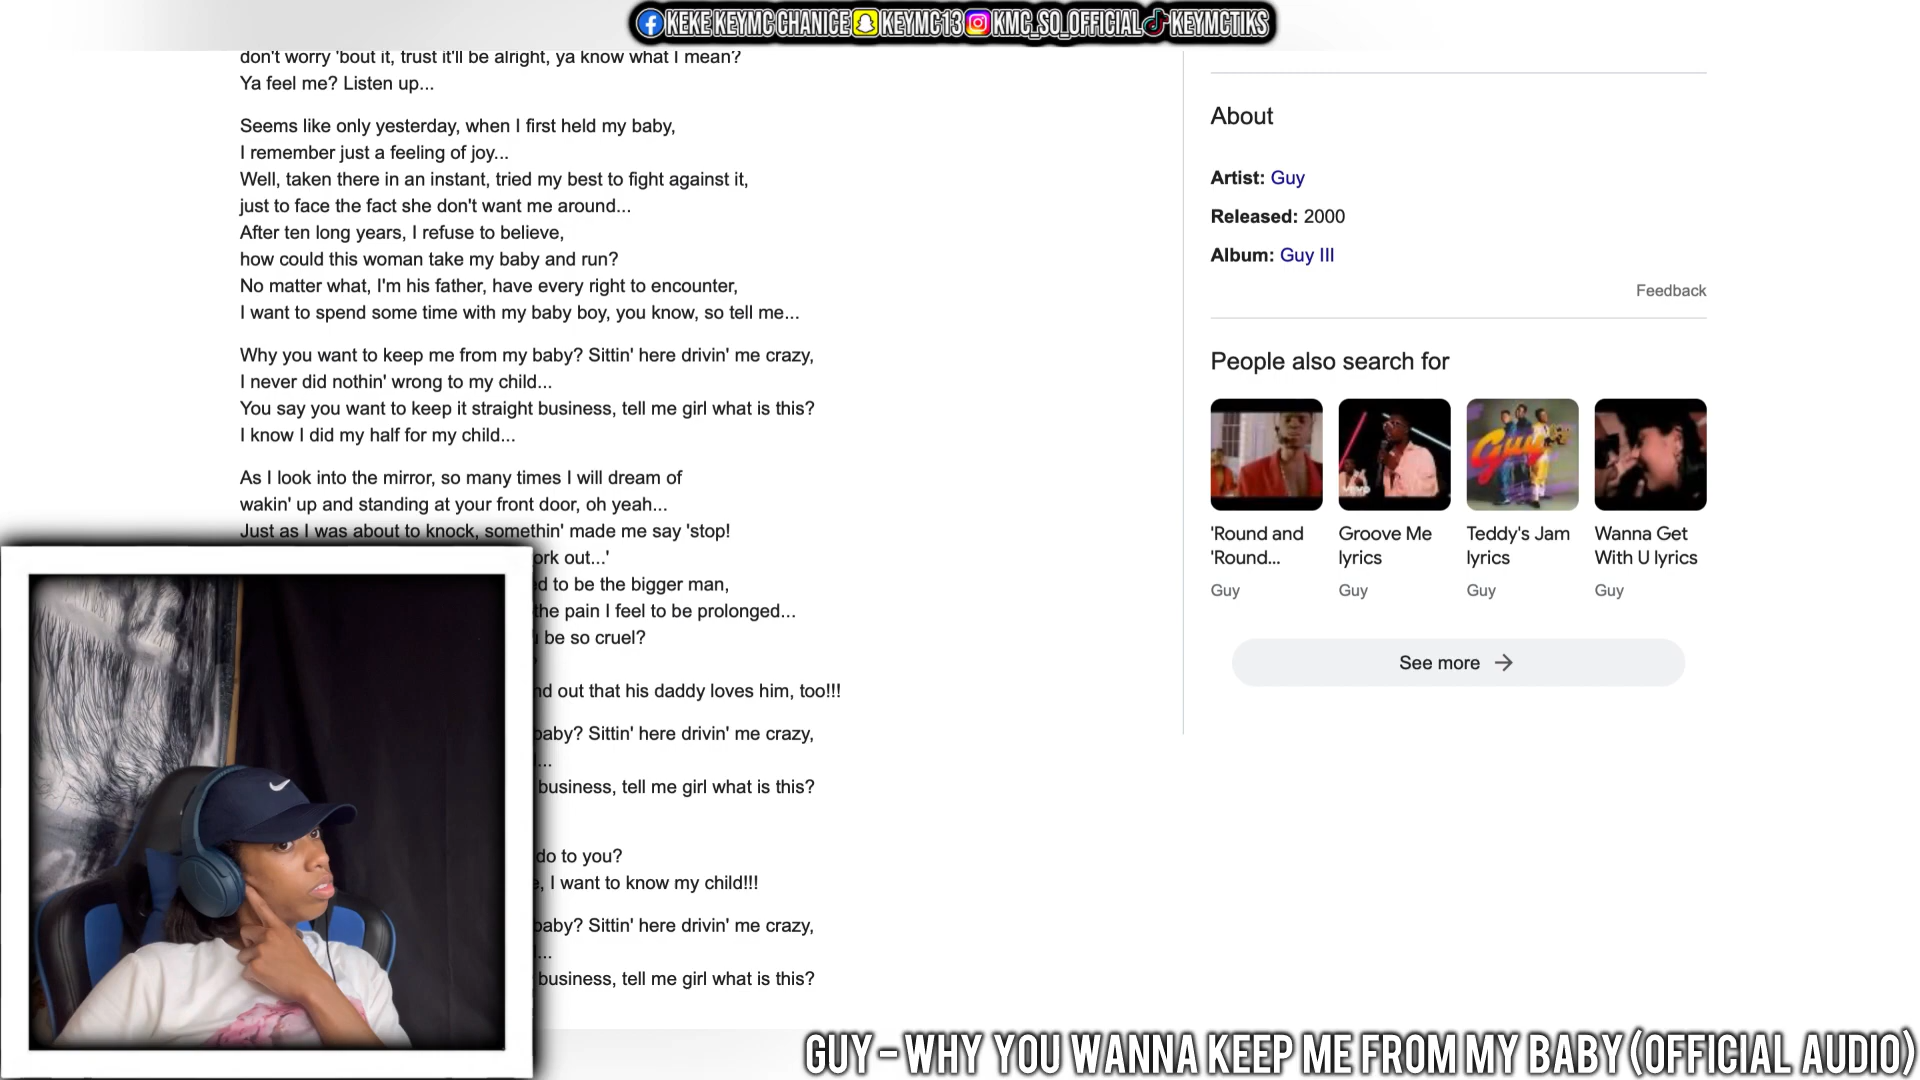 KEKE KEYMC CHANICE KEYMC13 KMC_SQ_OFFICIAL KEYMCTIKS
don't worry 'bout it, trust it'll be alright, ya know what I mean?
Ya feel me? Listen up...
Seems like only yesterday, when I first held my baby,
I remember just a feeling of joy...
Well, taken there in an instant, tried my best to fight against it,
just to face the fact she don't want me around...
After ten long years, I refuse to believe,
how could this woman take my baby and run?
No matter what, I'm his father, have every right to encounter,
I want to spend some time with my baby boy, you know, so tell me...
Why you want to keep me from my baby? Sittin' here drivin' me crazy,
I never did nothin' wrong to my child...
You say you want to keep it straight business, tell me girl what is this?
I know I did my half for my child...
As I look into the mirror, so many times I will dream of
wakin' up and standing at your front door, oh yeah...
Just as I was about to knock, somethin' made me say 'stop!
ork out...'
d to be the bigger man,
the pain I feel to be prolonged...
be so cruel?
nd out that his daddy loves him, too!!!
baby? Sittin' here drivin' me crazy,
...
business, tell me girl what is this?
do to you?
e, I want to know my child!!!
baby? Sittin' here drivin' me crazy,
...
business, tell me girl what is this?
About
Artist: Guy
Released: 2000
Album: Guy III
Feedback
People also search for
Guy
vevo
'Round and
'Round...
Guy
Groove Me
lyrics
Guy
Teddy's Jam
lyrics
Guy
Wanna Get
With U lyrics
Guy
See more
GUY - WHY YOU WANNA KEEP ME FROM MY BABY (OFFICIAL AUDIO)